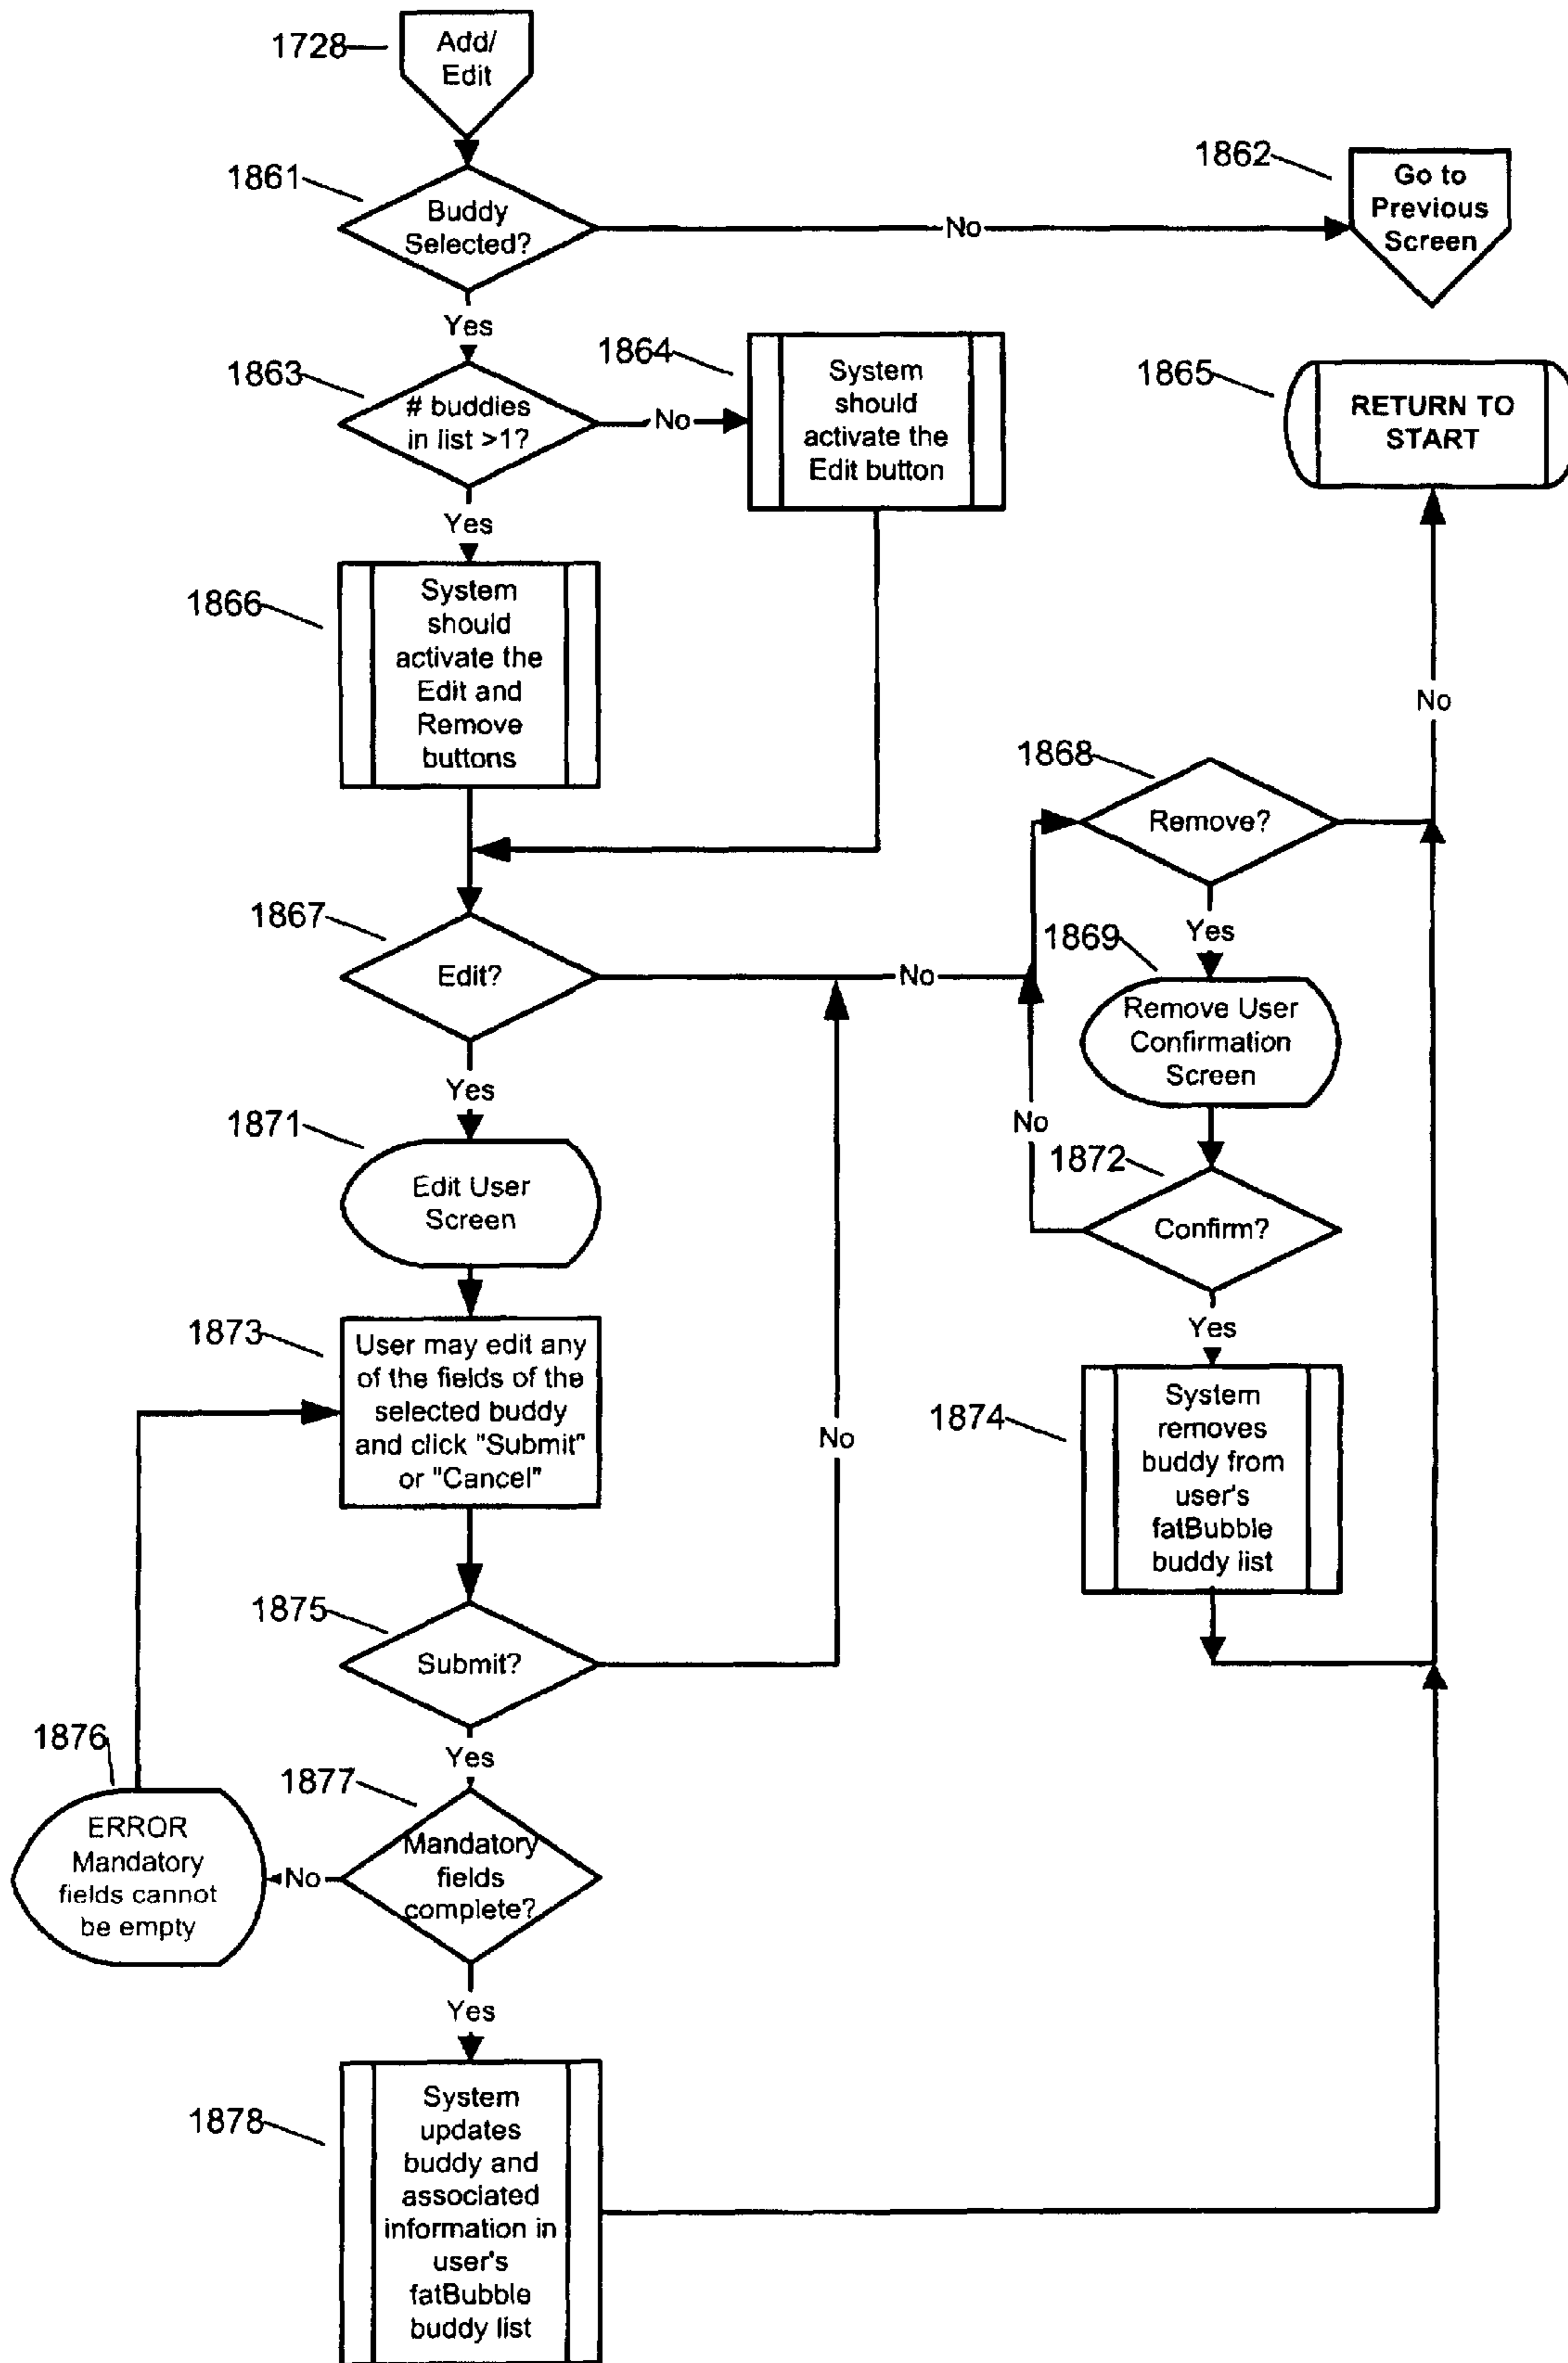 1728
Add/
Edit
1861
Buddy
Selected?
No
1862
Go to
Previous
Screen
Yes
1863
# buddies
in list >1?
No
1864
System
should
activate the
Edit button
1865
RETURN TO
START
Yes
1866
System
should
activate the
Edit and
Remove
buttons
No
1868
Remove?
1867
Edit?
No
Yes
1869
Remove User
Confirmation
Screen
Yes
1871
Edit User
Screen
No
1872
Confirm?
Yes
1873
User may edit any
of the fields of the
selected buddy
and click "Submit"
or "Cancel"
No
1874
System
removes
buddy from
user's
fatBubble
buddy list
1875
Submit?
Yes
1876
ERROR
Mandatory
fields cannot
be empty
No
1877
Mandatory
fields
complete?
Yes
1878
System
updates
buddy and
associated
information in
user's
fatBubble
buddy list